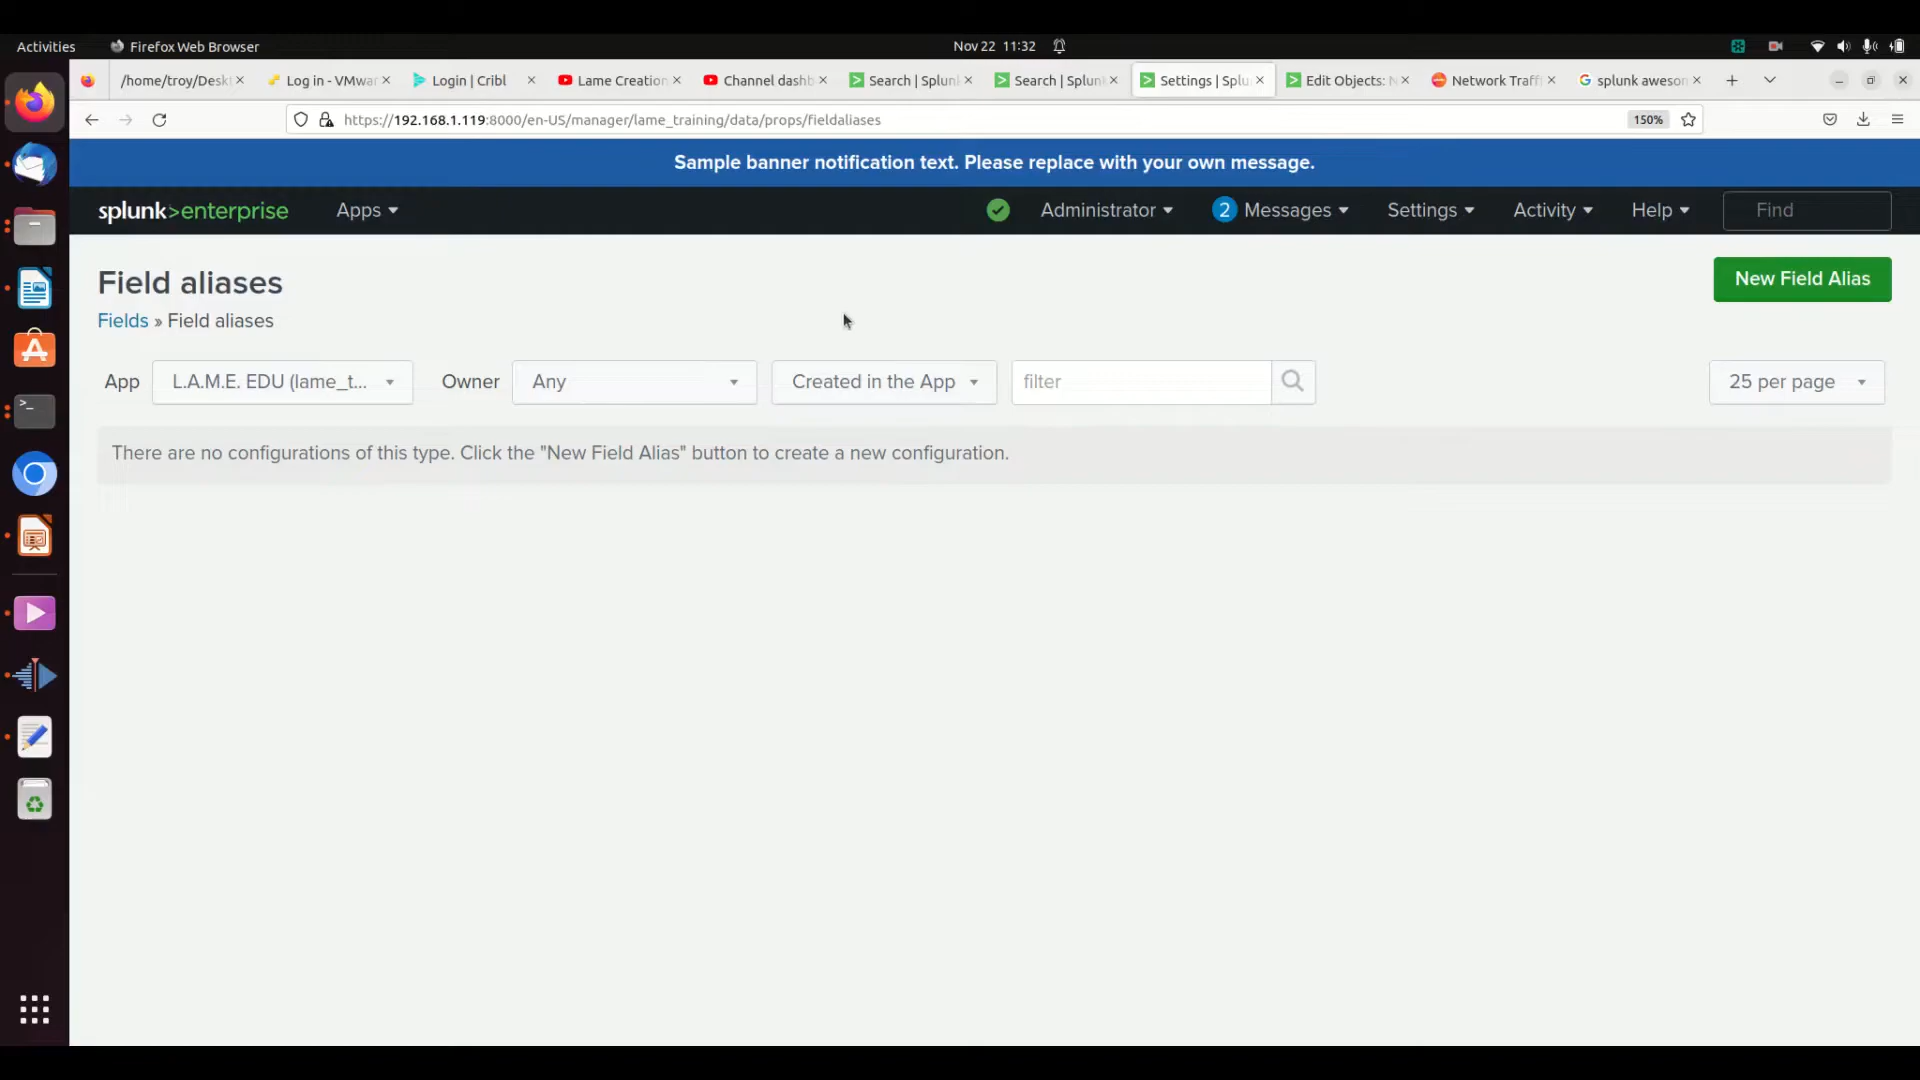 Activities Firefox Web Browser Nov 22 11:32
/home/troy/Desk Log in - VMwar Login | Cribl Lame Creation Channel dashb Search | Splunk Search | Splunk Settings | Splu Edit Objects: N Network Traff splunk aweson
https://192.168.1.119:8000/en-US/manager/lame_training/data/props/fieldaliases 150%
Sample banner notification text. Please replace with your own message.
splunk>enterprise Apps Administrator 2 Messages Settings Activity Help Find
Field aliases New Field Alias
Fields » Field aliases
App L.A.M.E. EDU (lame_t... Owner Any Created in the App filter 25 per page
There are no configurations of this type. Click the "New Field Alias" button to create a new configuration.